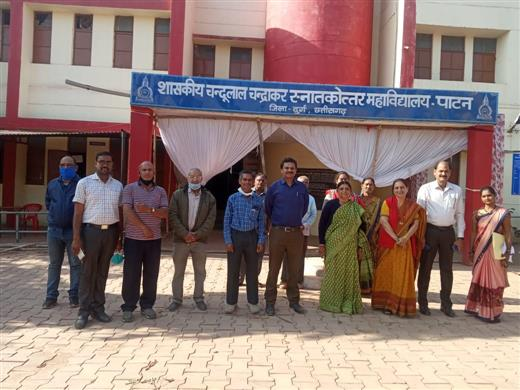 शासकीय चन्दूलाल चन्द्राकर स्नातकोत्तर महाविद्यालय - पाटन
जिला - दुर्ग (छत्तीसगढ़)